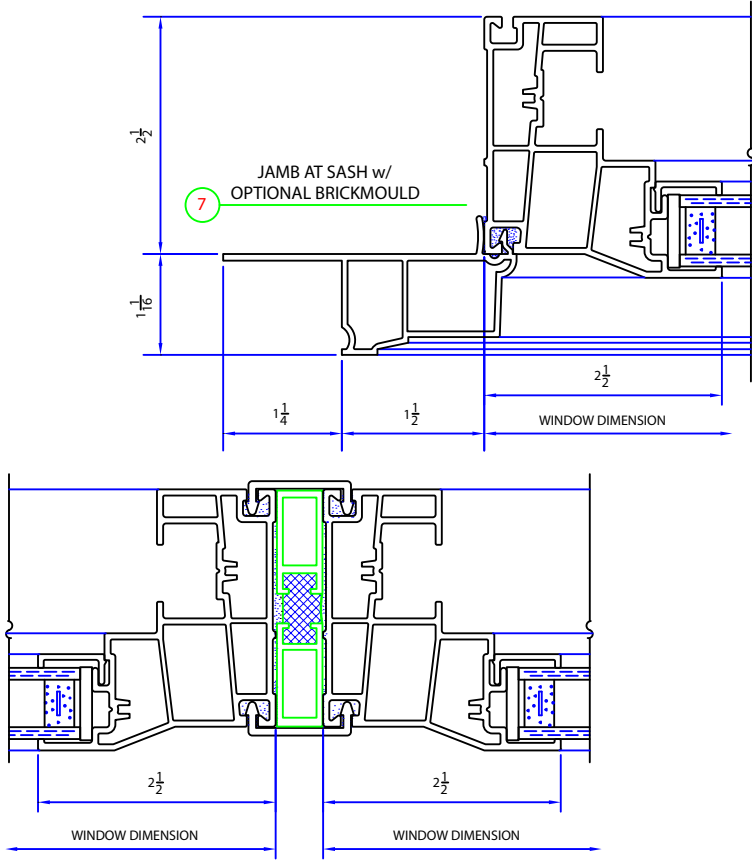 2 1/2
JAMB AT SASH w/
OPTIONAL BRICKMOULD
7
1 1/16
2 1/2
1 1/4
1 1/2
WINDOW DIMENSION
2 1/2
2 1/2
WINDOW DIMENSION
WINDOW DIMENSION